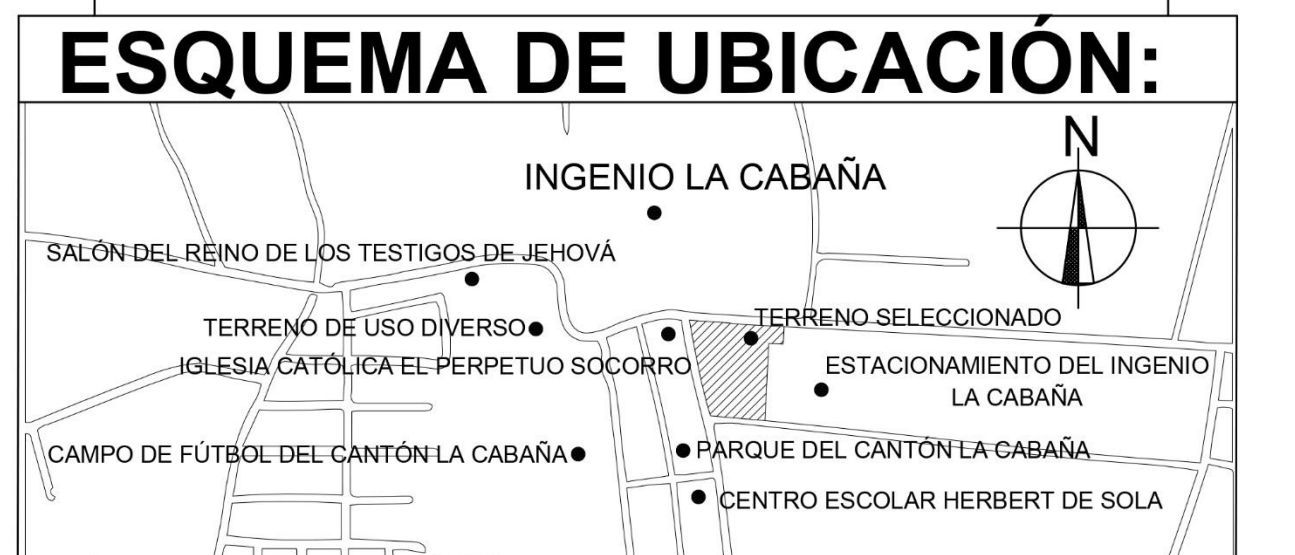 ESQUEMA DE UBICACIÓN:
N
INGENIO LA CABAÑA
SALÓN DEL REINO DE LOS TESTIGOS DE JEHOVÁ
TERRENO SELECCIONADO
TERRENO DE USO DIVERSO
IGLESIA CATÓLICA EL PERPETUO SOCORRO
ESTACIONAMIENTO DEL INGENIO
LA CABAÑA
CAMPO DE FÚTBOL DEL CANTÓN LA CABAÑA
PARQUE DEL CANTÓN LA CABAÑA
CENTRO ESCOLAR HERBERT DE SOLA